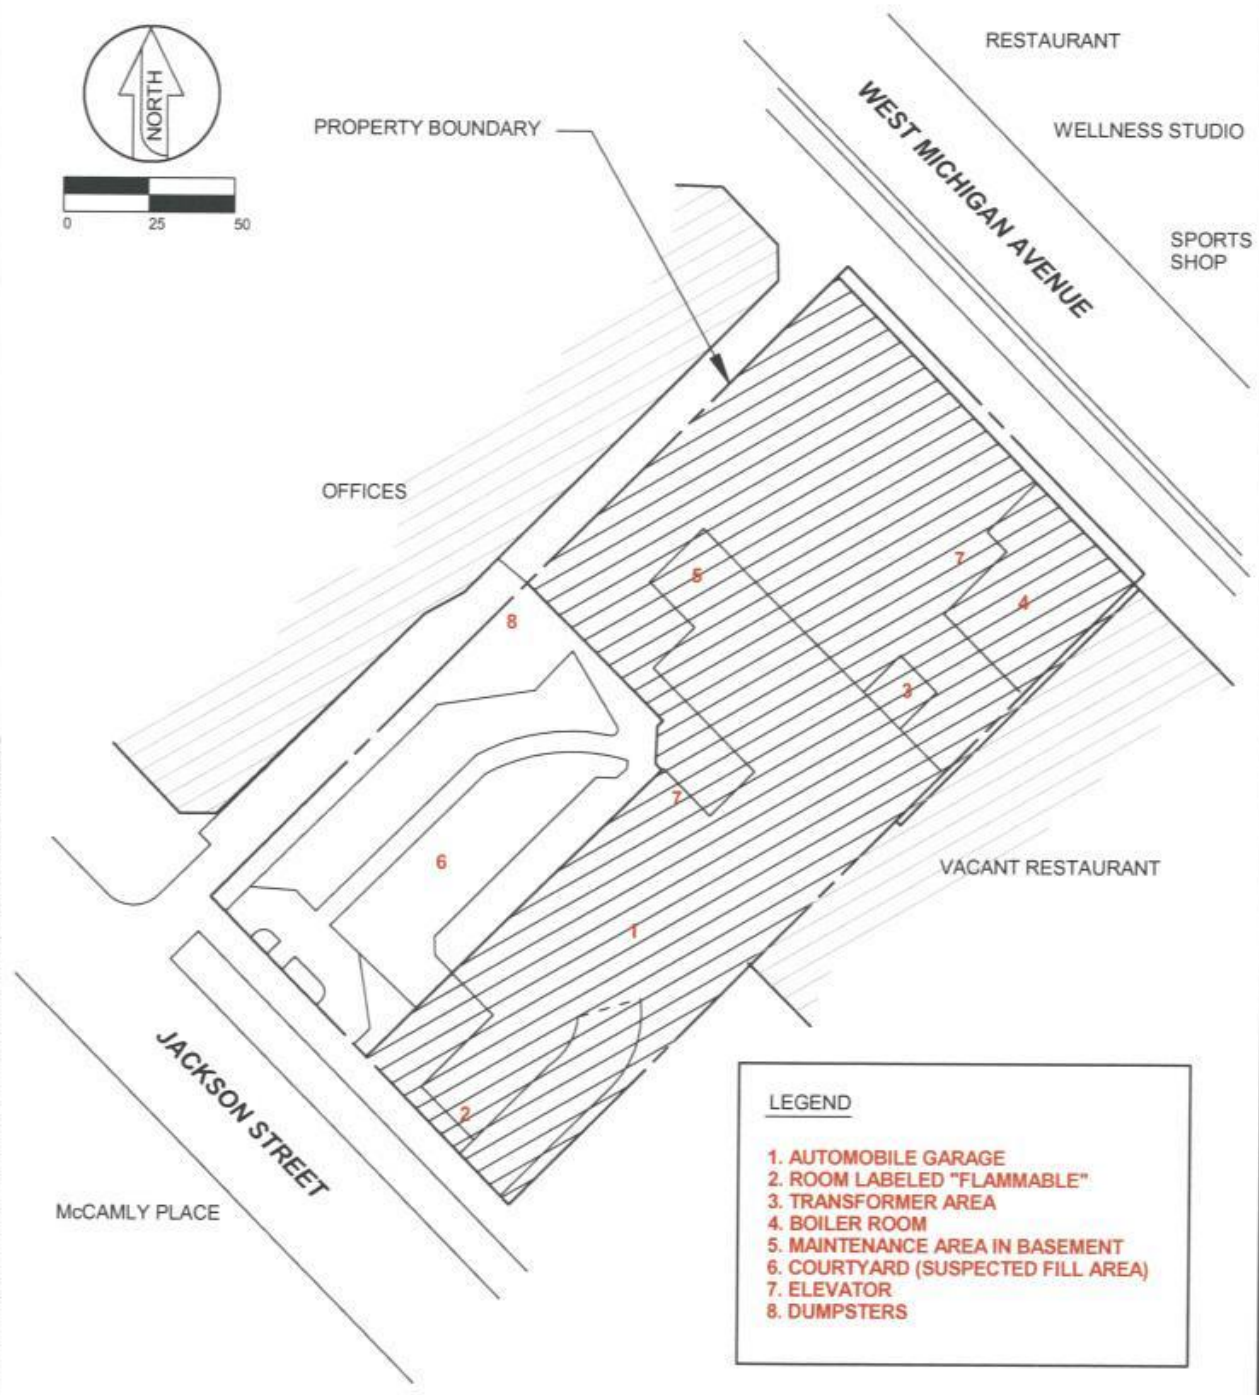 NORTH
0 25 50
PROPERTY BOUNDARY
RESTAURANT
WEST MICHIGAN AVENUE
WELLNESS STUDIO
SPORTS
SHOP
OFFICES
5
7
4
8
3
7
6
VACANT RESTAURANT
1
2
JACKSON STREET
McCAMLY PLACE
LEGEND
1. AUTOMOBILE GARAGE
2. ROOM LABELED "FLAMMABLE"
3. TRANSFORMER AREA
4. BOILER ROOM
5. MAINTENANCE AREA IN BASEMENT
6. COURTYARD (SUSPECTED FILL AREA)
7. ELEVATOR
8. DUMPSTERS